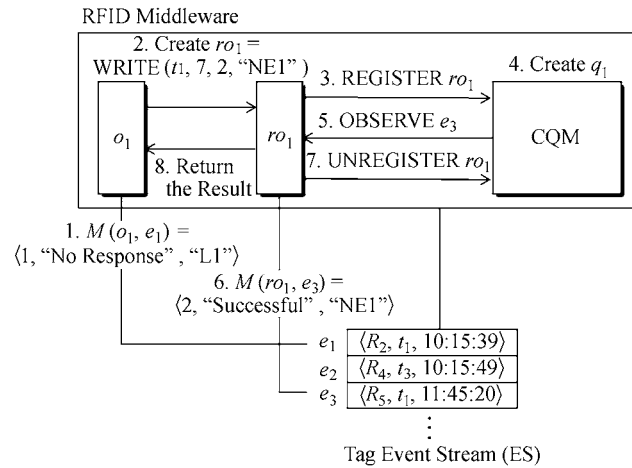 RFID Middleware
2. Create ro1 =
WRITE (t1, 7, 2, “NE1” )
3. REGISTER ro1
4. Create q1
5. OBSERVE e3
o1
ro1
CQM
7. UNREGISTER ro1
8. Return
the Result
1. M (o1, e1) =
⟨1, “No Response” , “L1”⟩
6. M (ro1, e3) =
⟨2, “Successful” , “NE1”⟩
e1 ⟨R2, t1, 10:15:39⟩
e2 ⟨R4, t3, 10:15:49⟩
e3 ⟨R5, t1, 11:45:20⟩
Tag Event Stream (ES)